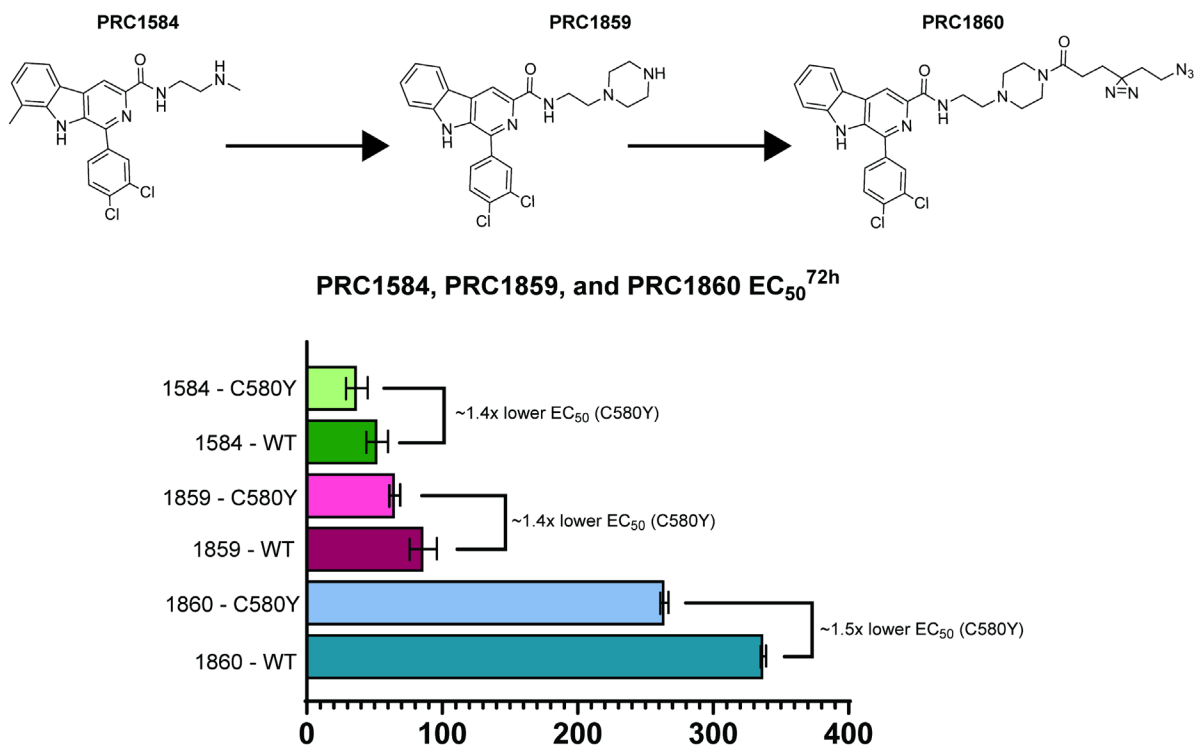 PRC1584
PRC1859
PRC1860
O
N
H
H
N
N
N
H
Cl
Cl
O
N
H
N
NH
N
N
H
Cl
Cl
O
N
H
N
N
O
N=N
N₃
N
N
H
Cl
Cl
PRC1584, PRC1859, and PRC1860 EC₅₀⁷²ʰ
1584 - C580Y
~1.4x lower EC₅₀ (C580Y)
1584 - WT
1859 - C580Y
~1.4x lower EC₅₀ (C580Y)
1859 - WT
1860 - C580Y
~1.5x lower EC₅₀ (C580Y)
1860 - WT
0 100 200 300 400